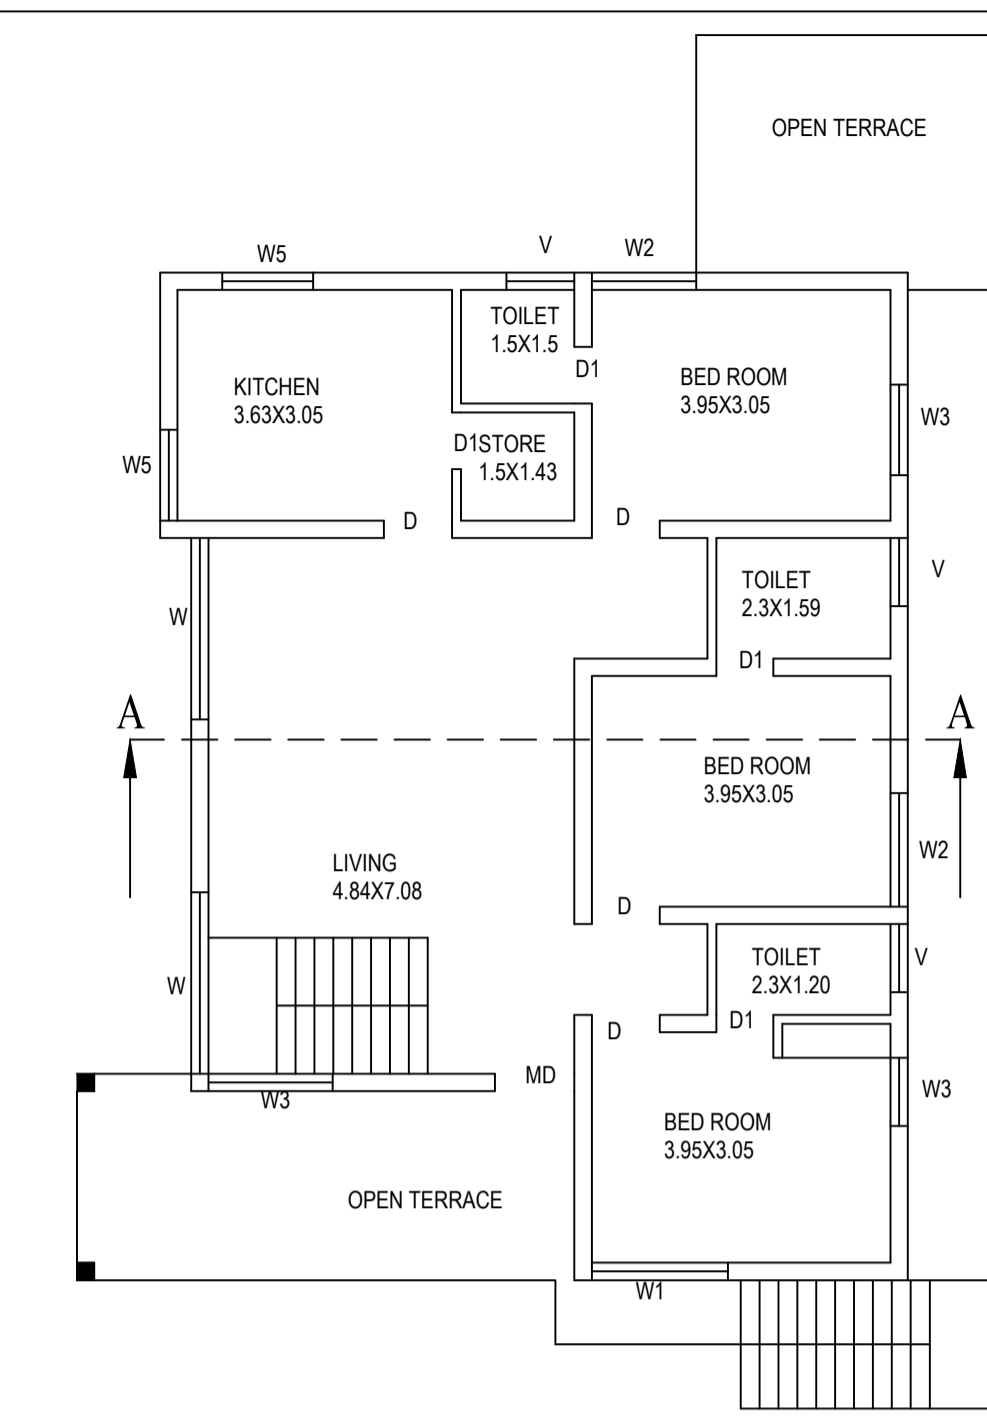 OPEN TERRACE
W5
V
W2
TOILET
1.5X1.5
D1
KITCHEN
3.63X3.05
BED ROOM
3.95X3.05
W3
W5
D1
STORE
1.5X1.43
D
D
TOILET
2.3X1.59
V
W
D1
A
A
BED ROOM
3.95X3.05
W2
LIVING
4.84X7.08
D
TOILET
2.3X1.20
V
W
D
D1
MD
W3
W3
BED ROOM
3.95X3.05
OPEN TERRACE
W1